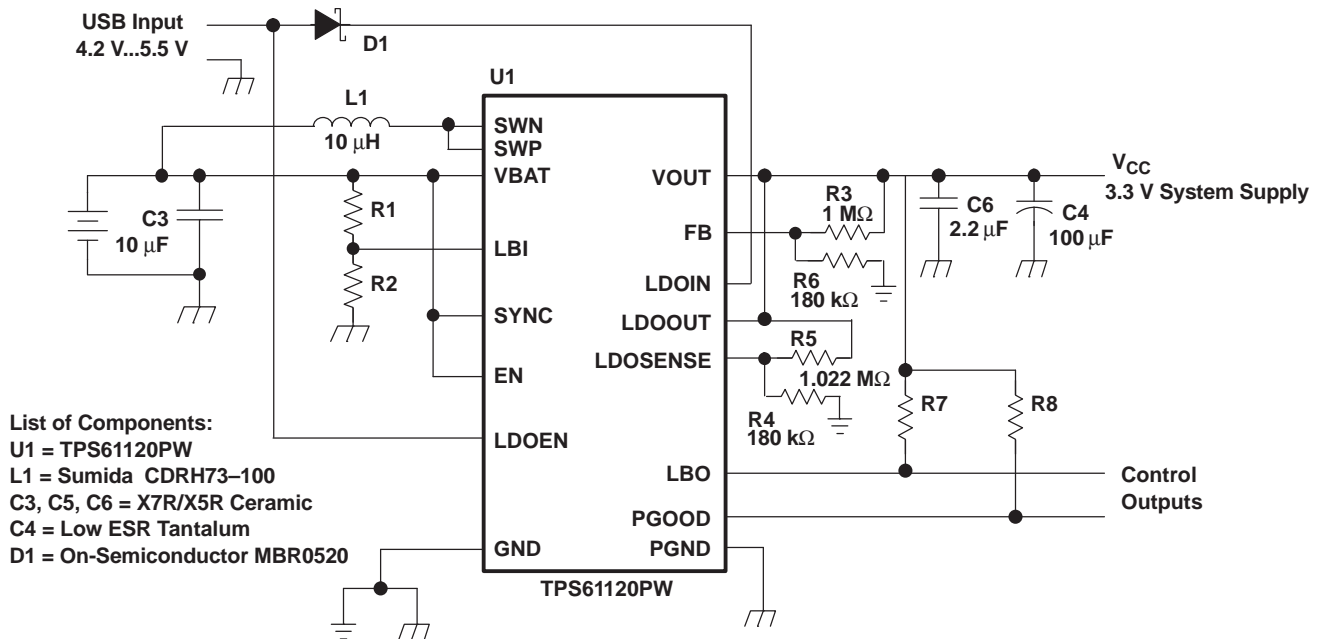 USB Input
4.2 V...5.5 V
D1
U1
L1
10 μH
SWN
SWP
VBAT
VOUT
VCC
3.3 V System Supply
C3
10 μF
R1
R3
1 MΩ
C6
2.2 μF
C4
100 μF
FB
LBI
R2
R6
180 kΩ
LDOIN
SYNC
LDOOUT
R5
1.022 MΩ
LDOSENSE
EN
R4
180 kΩ
R7
R8
List of Components:
U1 = TPS61120PW
L1 = Sumida CDRH73–100
C3, C5, C6 = X7R/X5R Ceramic
C4 = Low ESR Tantalum
D1 = On-Semiconductor MBR0520
LDOEN
LBO
Control
Outputs
PGOOD
GND
PGND
TPS61120PW